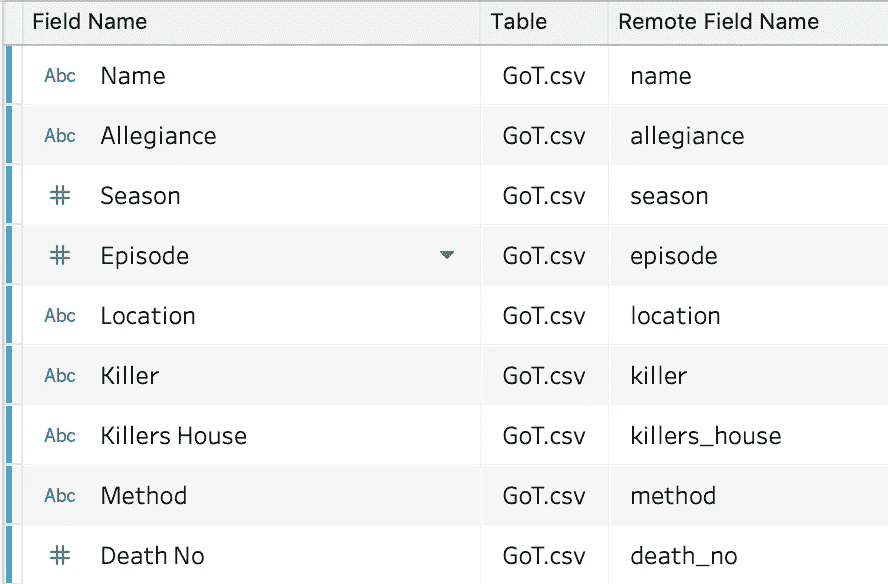 Field Name Table Remote Field Name
Abc Name GoT.csv name
Abc Allegiance GoT.csv allegiance
# Season GoT.csv season
# Episode GoT.csv episode
Abc Location GoT.csv location
Abc Killer GoT.csv killer
Abc Killers House GoT.csv killers_house
Abc Method GoT.csv method
# Death No GoT.csv death_no